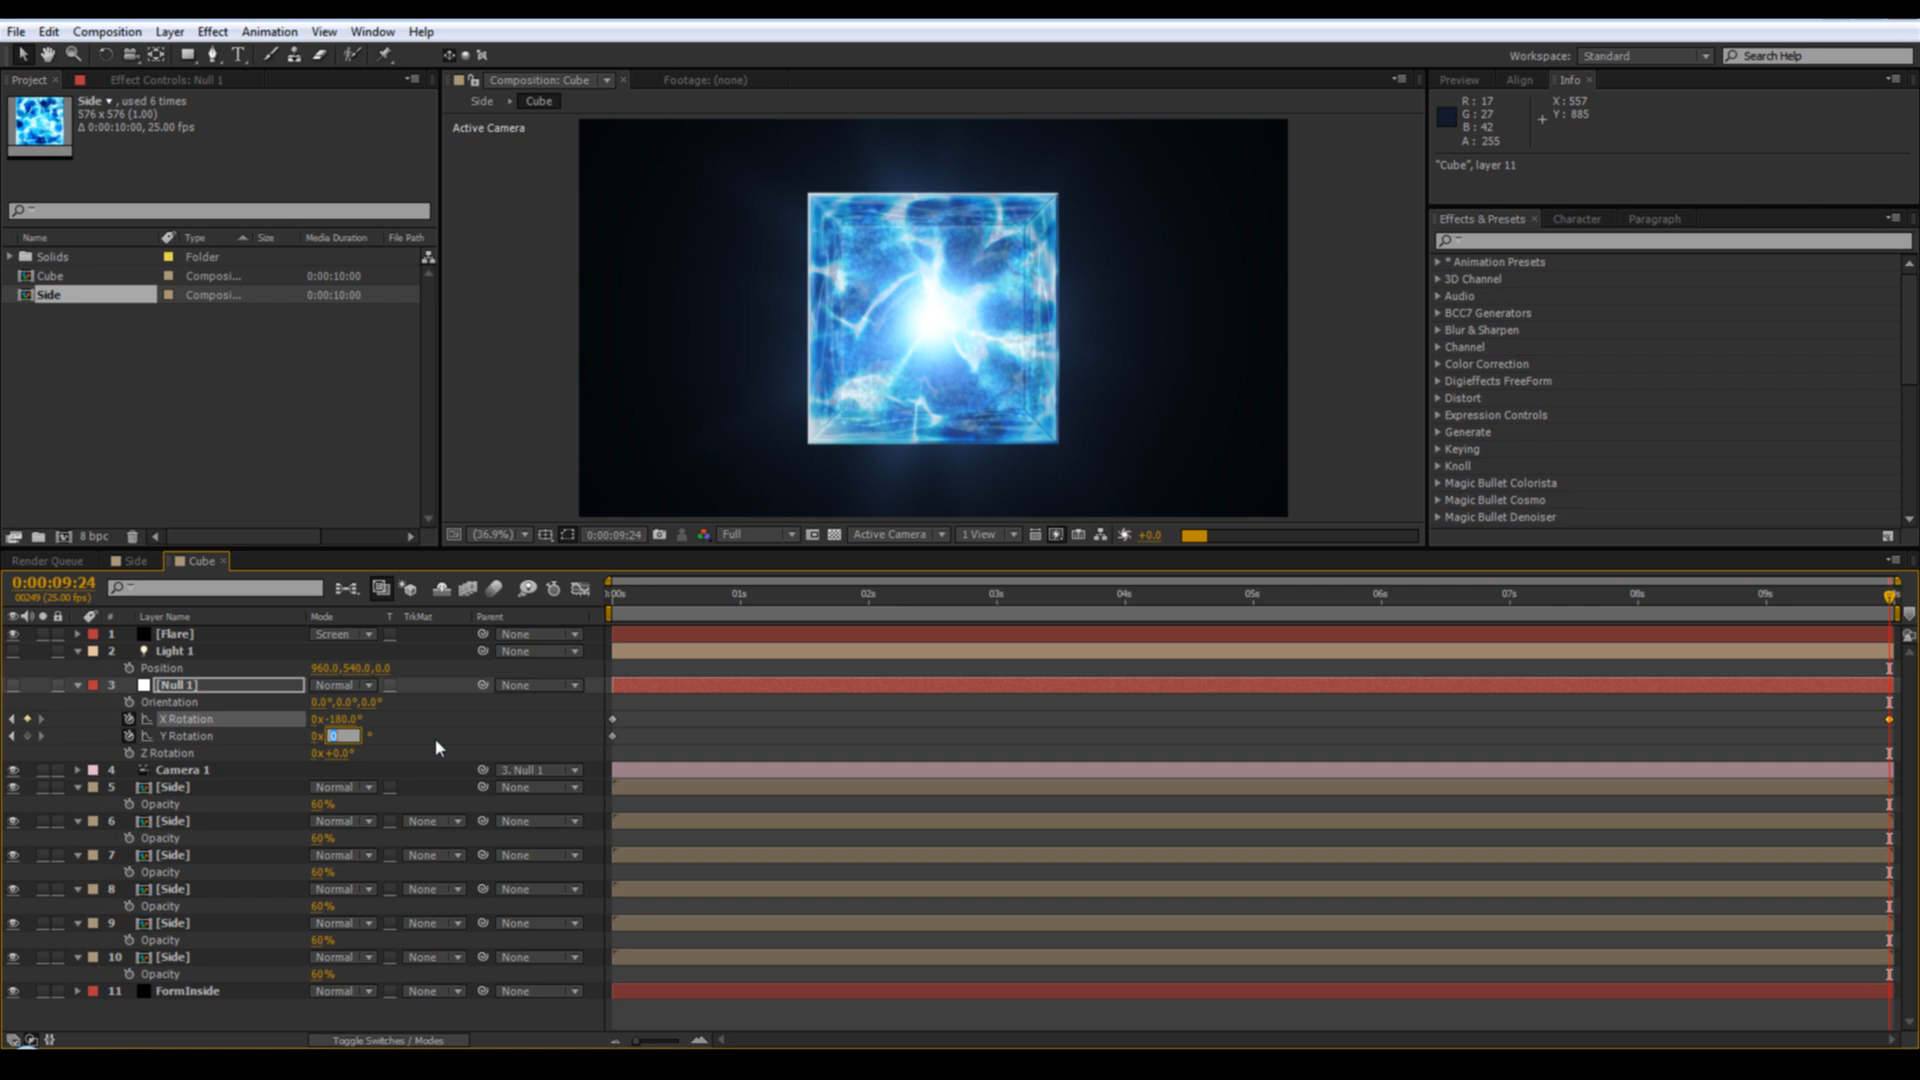 File Edit Composition Layer Effect Animation View Window Help
Workspace: Standard Search Help
Project × Effect Controls: Null 1
Composition: Cube × Footage: (none)
Preview Align Info ×
Side ▾, used 6 times
576 x 576 (1.00)
Δ 0:00:10:00, 25.00 fps
Side ▸ Cube
Active Camera
R: 17
G: 27
B: 42
A: 255
X: 557
Y: 885
"Cube", layer 11
Effects & Presets × Character Paragraph
Name Type Size Media Duration File Path
Solids Folder
Cube Composi... 0:00:10:00
Side Composi... 0:00:10:00
* Animation Presets
3D Channel
Audio
BCC7 Generators
Blur & Sharpen
Channel
Color Correction
Digieffects FreeForm
Distort
Expression Controls
Generate
Keying
Knoll
Magic Bullet Colorista
Magic Bullet Cosmo
Magic Bullet Denoiser
8 bpc
(36.9%) 0:00:09:24 Full Active Camera 1 View +0.0
Render Queue Side Cube ×
0:00:09:24
00249 (25.00 fps)
:00s 01s 02s 03s 04s 05s 06s 07s 08s 09s
# Layer Name Mode T TrkMat Parent
1 [Flare] Screen None
2 Light 1 None
Position 960.0,540.0,0.0
3 [Null 1] Normal None
Orientation 0.0°,0.0°,0.0°
X Rotation 0x-180.0°
Y Rotation 0x 0 °
Z Rotation 0x+0.0°
4 Camera 1 3. Null 1
5 [Side] Normal None
Opacity 60%
6 [Side] Normal None None
Opacity 60%
7 [Side] Normal None None
Opacity 60%
8 [Side] Normal None None
Opacity 60%
9 [Side] Normal None None
Opacity 60%
10 [Side] Normal None None
Opacity 60%
11 FormInside Normal None None
Toggle Switches / Modes